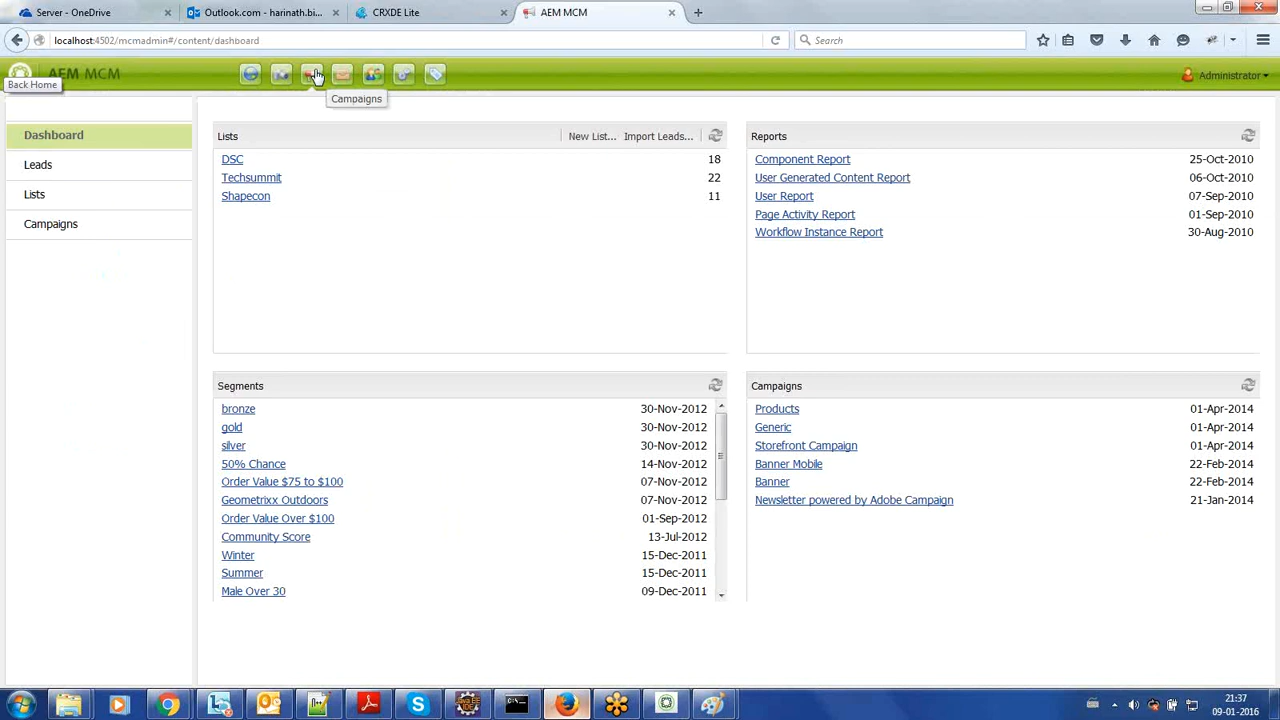 Server - OneDrive
Outlook.com - harinath.bi...
CRXDE Lite
AEM MCM
localhost:4502/mcmadmin#/content/dashboard
Search
AEM MCM
Administrator
Back Home
Campaigns
Dashboard
Leads
Lists
Campaigns
Lists
New List...
Import Leads...
DSC 18
Techsummit 22
Shapecon 11
Reports
Component Report 25-Oct-2010
User Generated Content Report 06-Oct-2010
User Report 07-Sep-2010
Page Activity Report 01-Sep-2010
Workflow Instance Report 30-Aug-2010
Segments
bronze 30-Nov-2012
gold 30-Nov-2012
silver 30-Nov-2012
50% Chance 14-Nov-2012
Order Value $75 to $100 07-Nov-2012
Geometrixx Outdoors 07-Nov-2012
Order Value Over $100 01-Sep-2012
Community Score 13-Jul-2012
Winter 15-Dec-2011
Summer 15-Dec-2011
Male Over 30 09-Dec-2011
Campaigns
Products 01-Apr-2014
Generic 01-Apr-2014
Storefront Campaign 01-Apr-2014
Banner Mobile 22-Feb-2014
Banner 22-Feb-2014
Newsletter powered by Adobe Campaign 21-Jan-2014
21:37
09-01-2016